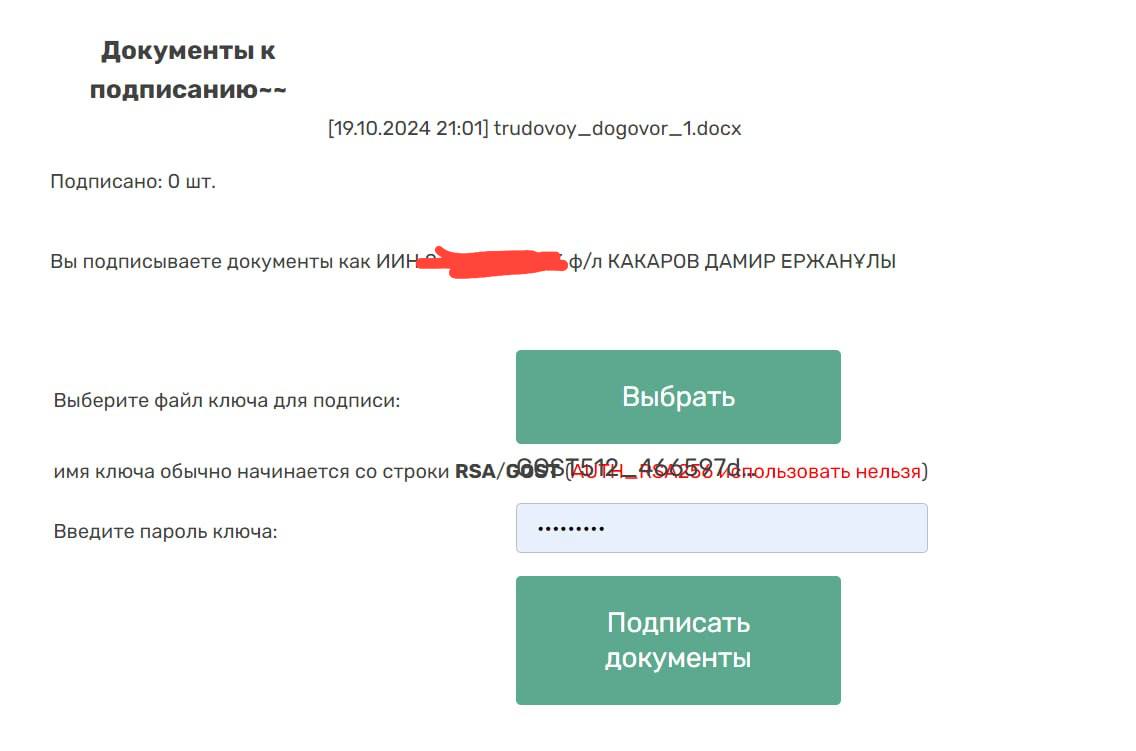 Документы к
подписанию~~
[19.10.2024 21:01] trudovoy_dogovor_1.docx
Подписано: 0 шт.
Вы подписываете документы как ИИН ф/л КАКАРОВ ДАМИР ЕРЖАНҰЛЫ
Выбрать
Выберите файл ключа для подписи:
GOST512_466597d...
имя ключа обычно начинается со строки RSA/GOST (AUTH_RSA256 использовать нельзя)
Введите пароль ключа: •••••••••
Подписать
документы